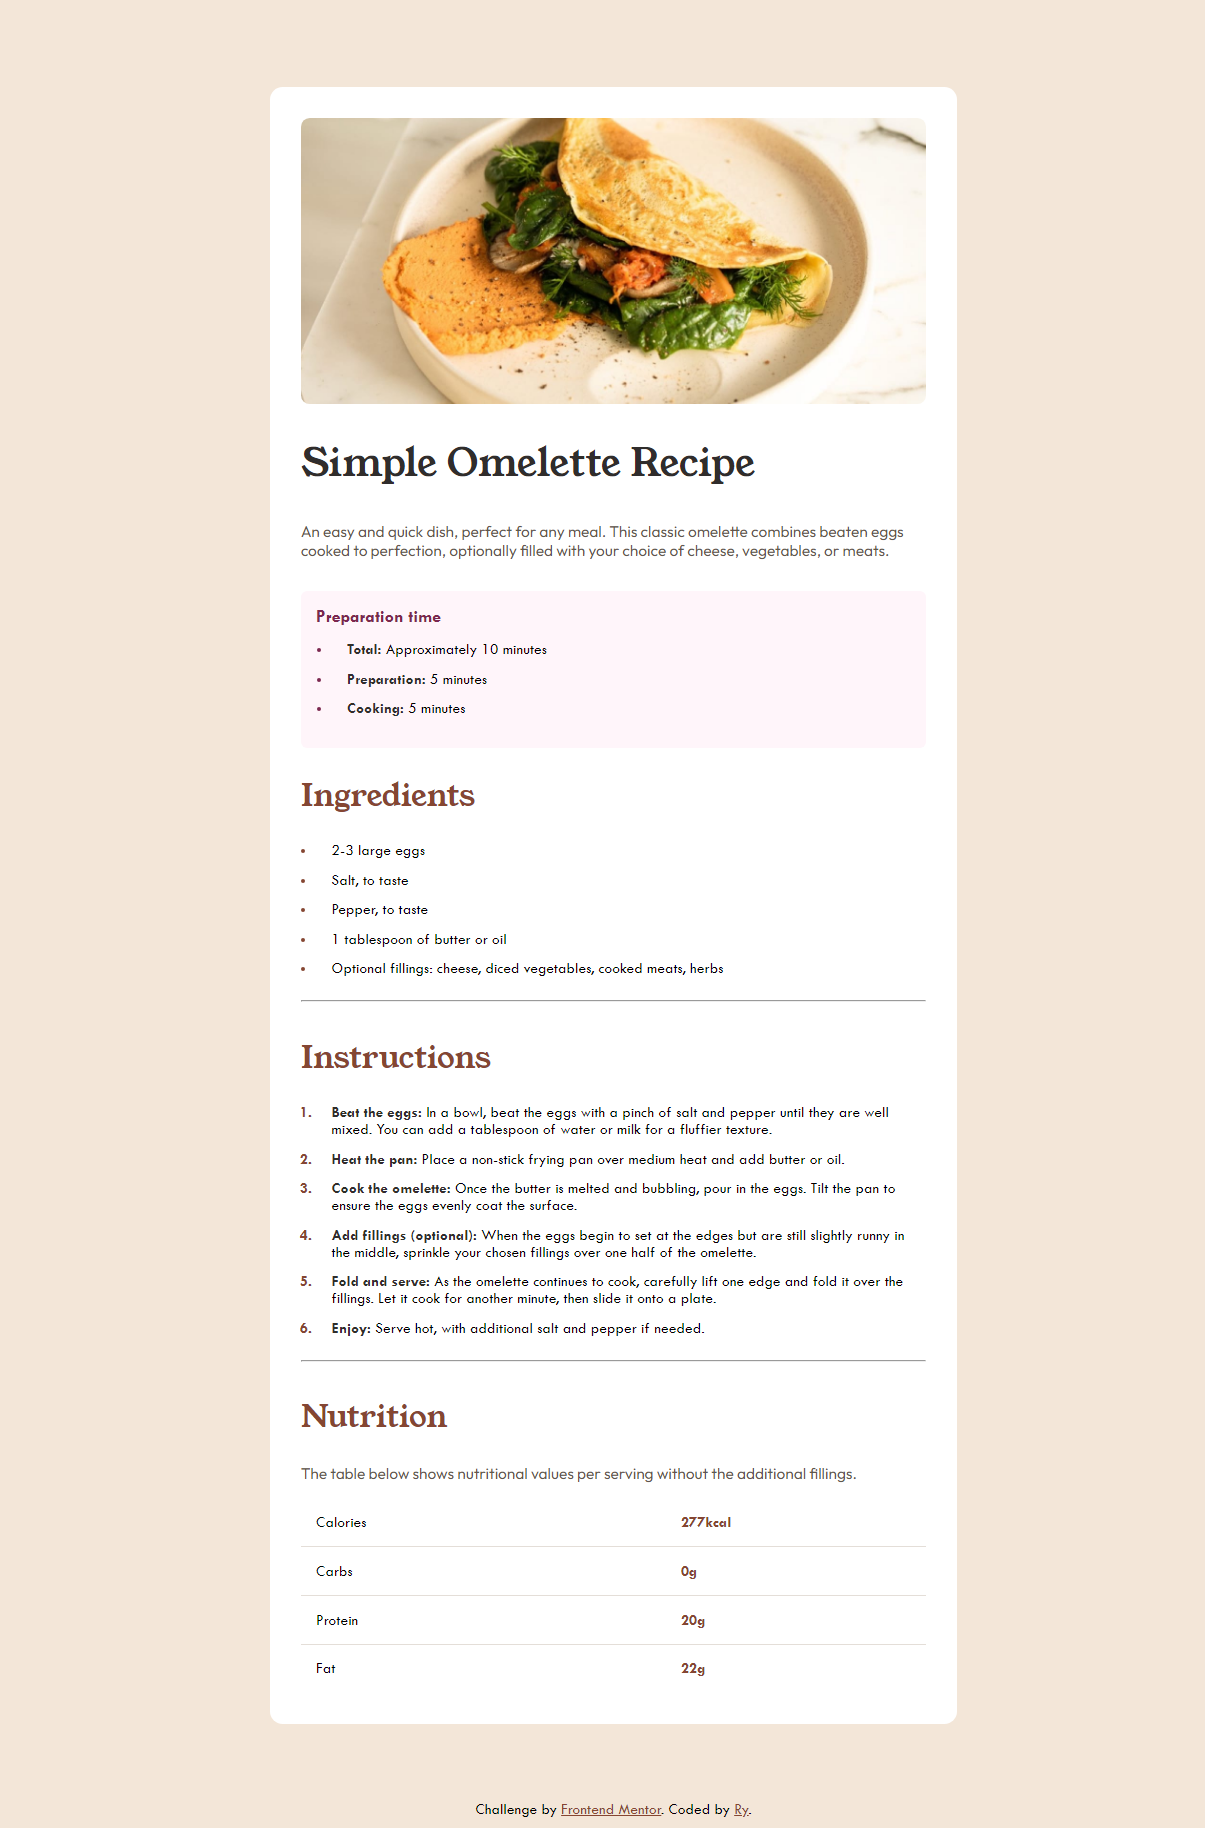 Simple Omelette Recipe
An easy and quick dish, perfect for any meal. This classic omelette combines beaten eggs
cooked to perfection, optionally filled with your choice of cheese, vegetables, or meats.
Preparation time
• Total: Approximately 10 minutes
• Preparation: 5 minutes
• Cooking: 5 minutes
Ingredients
• 2-3 large eggs
• Salt, to taste
• Pepper, to taste
• 1 tablespoon of butter or oil
• Optional fillings: cheese, diced vegetables, cooked meats, herbs
Instructions
1. Beat the eggs: In a bowl, beat the eggs with a pinch of salt and pepper until they are well
mixed. You can add a tablespoon of water or milk for a fluffier texture.
2. Heat the pan: Place a non-stick frying pan over medium heat and add butter or oil.
3. Cook the omelette: Once the butter is melted and bubbling, pour in the eggs. Tilt the pan to
ensure the eggs evenly coat the surface.
4. Add fillings (optional): When the eggs begin to set at the edges but are still slightly runny in
the middle, sprinkle your chosen fillings over one half of the omelette.
5. Fold and serve: As the omelette continues to cook, carefully lift one edge and fold it over the
fillings. Let it cook for another minute, then slide it onto a plate.
6. Enjoy: Serve hot, with additional salt and pepper if needed.
Nutrition
The table below shows nutritional values per serving without the additional fillings.
Calories 277kcal
Carbs 0g
Protein 20g
Fat 22g
Challenge by Frontend Mentor. Coded by Ry.